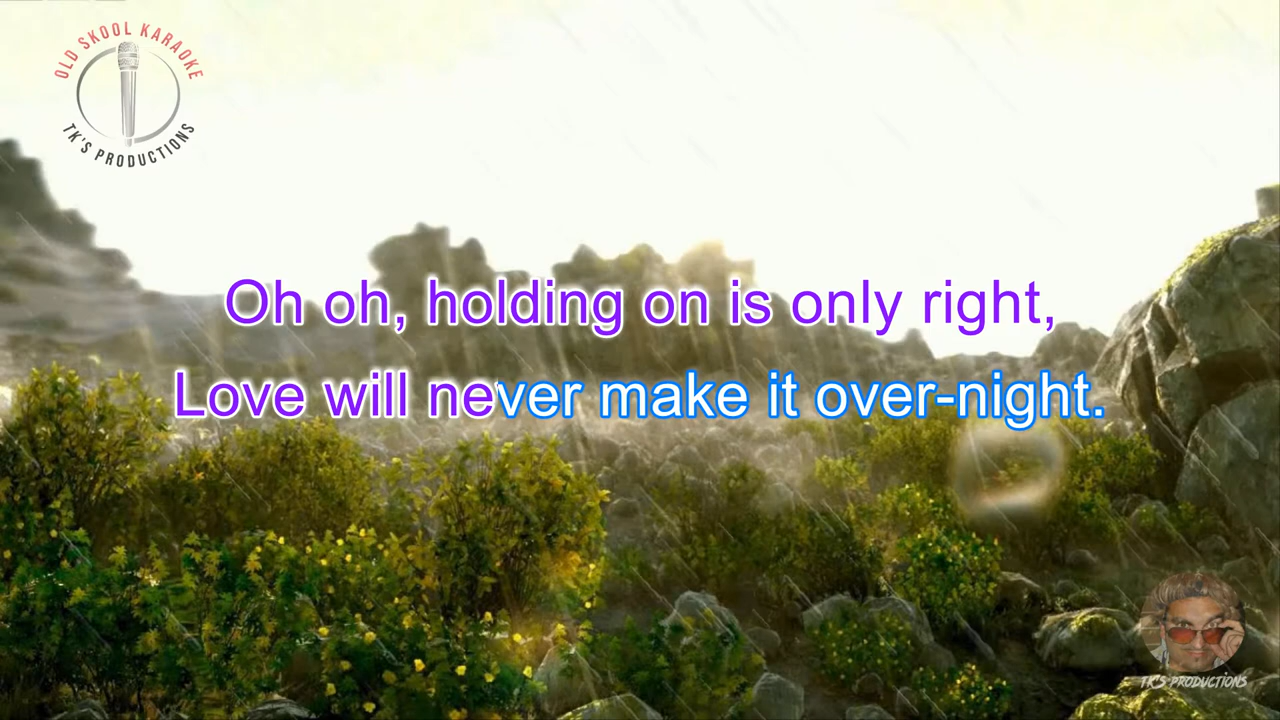 OLD SKOOL KARAOKE
TK'S PRODUCTIONS
Oh oh, holding on is only right,
Love will never make it over-night.
TK'S PRODUCTIONS